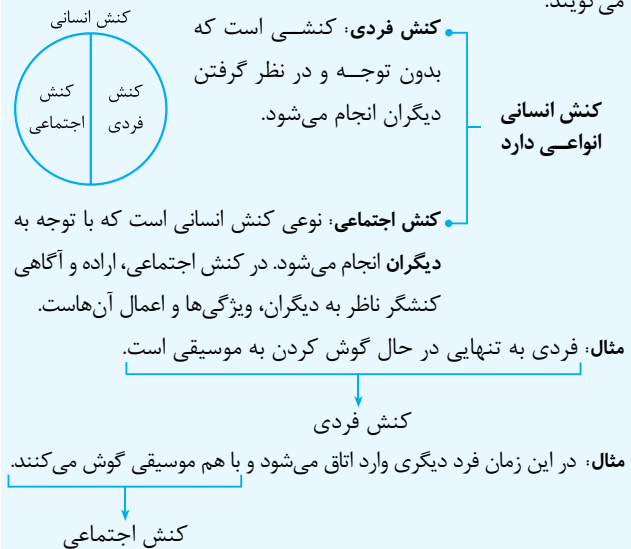 می‌گویند.
کنش انسانی
کنش فردی
کنش اجتماعی
کنش انسانی
انواعــی دارد
کنش فردی: کنشــی است که
بدون توجــه و در نظر گرفتن
دیگران انجام می‌شود.
کنش اجتماعی: نوعی کنش انسانی است که با توجه به
دیگران انجام می‌شود. در کنش اجتماعی، اراده و آگاهی
کنشگر ناظر به دیگران، ویژگی‌ها و اعمال آن‌هاست.
مثال: فردی به تنهایی در حال گوش کردن به موسیقی است.
کنش فردی
مثال: در این زمان فرد دیگری وارد اتاق می‌شود و با هم موسیقی گوش می‌کنند.
کنش اجتماعی